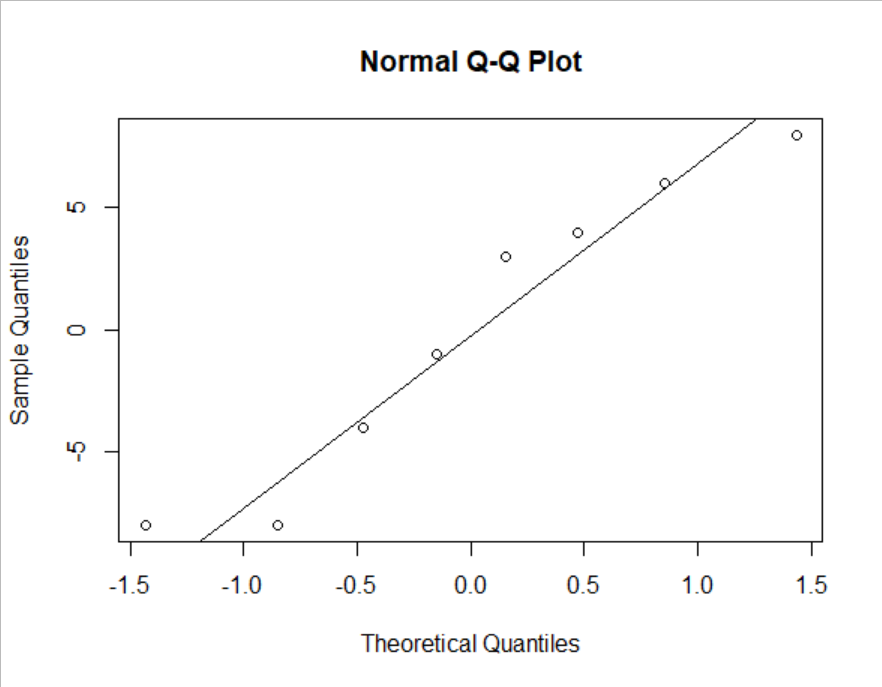 Normal Q-Q Plot
Sample Quantiles
5
0
-5
-1.5 -1.0 -0.5 0.0 0.5 1.0 1.5
Theoretical Quantiles